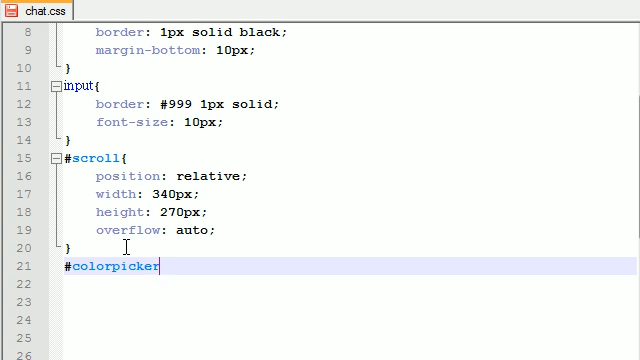 chat.css
8 border: 1px solid black;
9 margin-bottom: 10px;
10 }
11 input{
12 border: #999 1px solid;
13 font-size: 10px;
14 }
15 #scroll{
16 position: relative;
17 width: 340px;
18 height: 270px;
19 overflow: auto;
20 }
21 #colorpicker
22
23
24
25
26